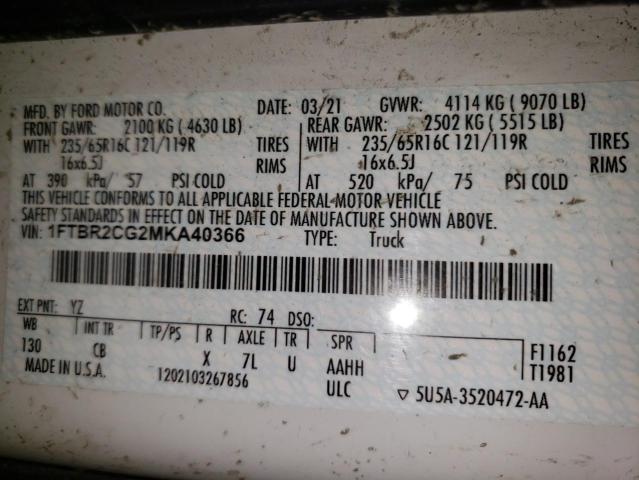 MFD. BY FORD MOTOR CO. DATE: 03/21 GVWR: 4114 KG ( 9070 LB)
FRONT GAWR: 2100 KG ( 4630 LB) REAR GAWR: 2502 KG ( 5515 LB)
WITH 235/65R16C 121/119R TIRES WITH 235/65R16C 121/119R TIRES
16x6.5J RIMS 16x6.5J RIMS
AT 390 kPa/ 57 PSI COLD AT 520 kPa/ 75 PSI COLD
THIS VEHICLE CONFORMS TO ALL APPLICABLE FEDERAL MOTOR VEHICLE
SAFETY STANDARDS IN EFFECT ON THE DATE OF MANUFACTURE SHOWN ABOVE.
VIN: 1FTBR2CG2MKA40366 TYPE: Truck
EXT PNT: YZ RC: 74 DSO:
WB INT TR TP/PS R AXLE TR SPR F1162
130 CB X 7L U AAHH T1981
MADE IN U.S.A. 1202103267856 ULC ▽ 5U5A-3520472-AA